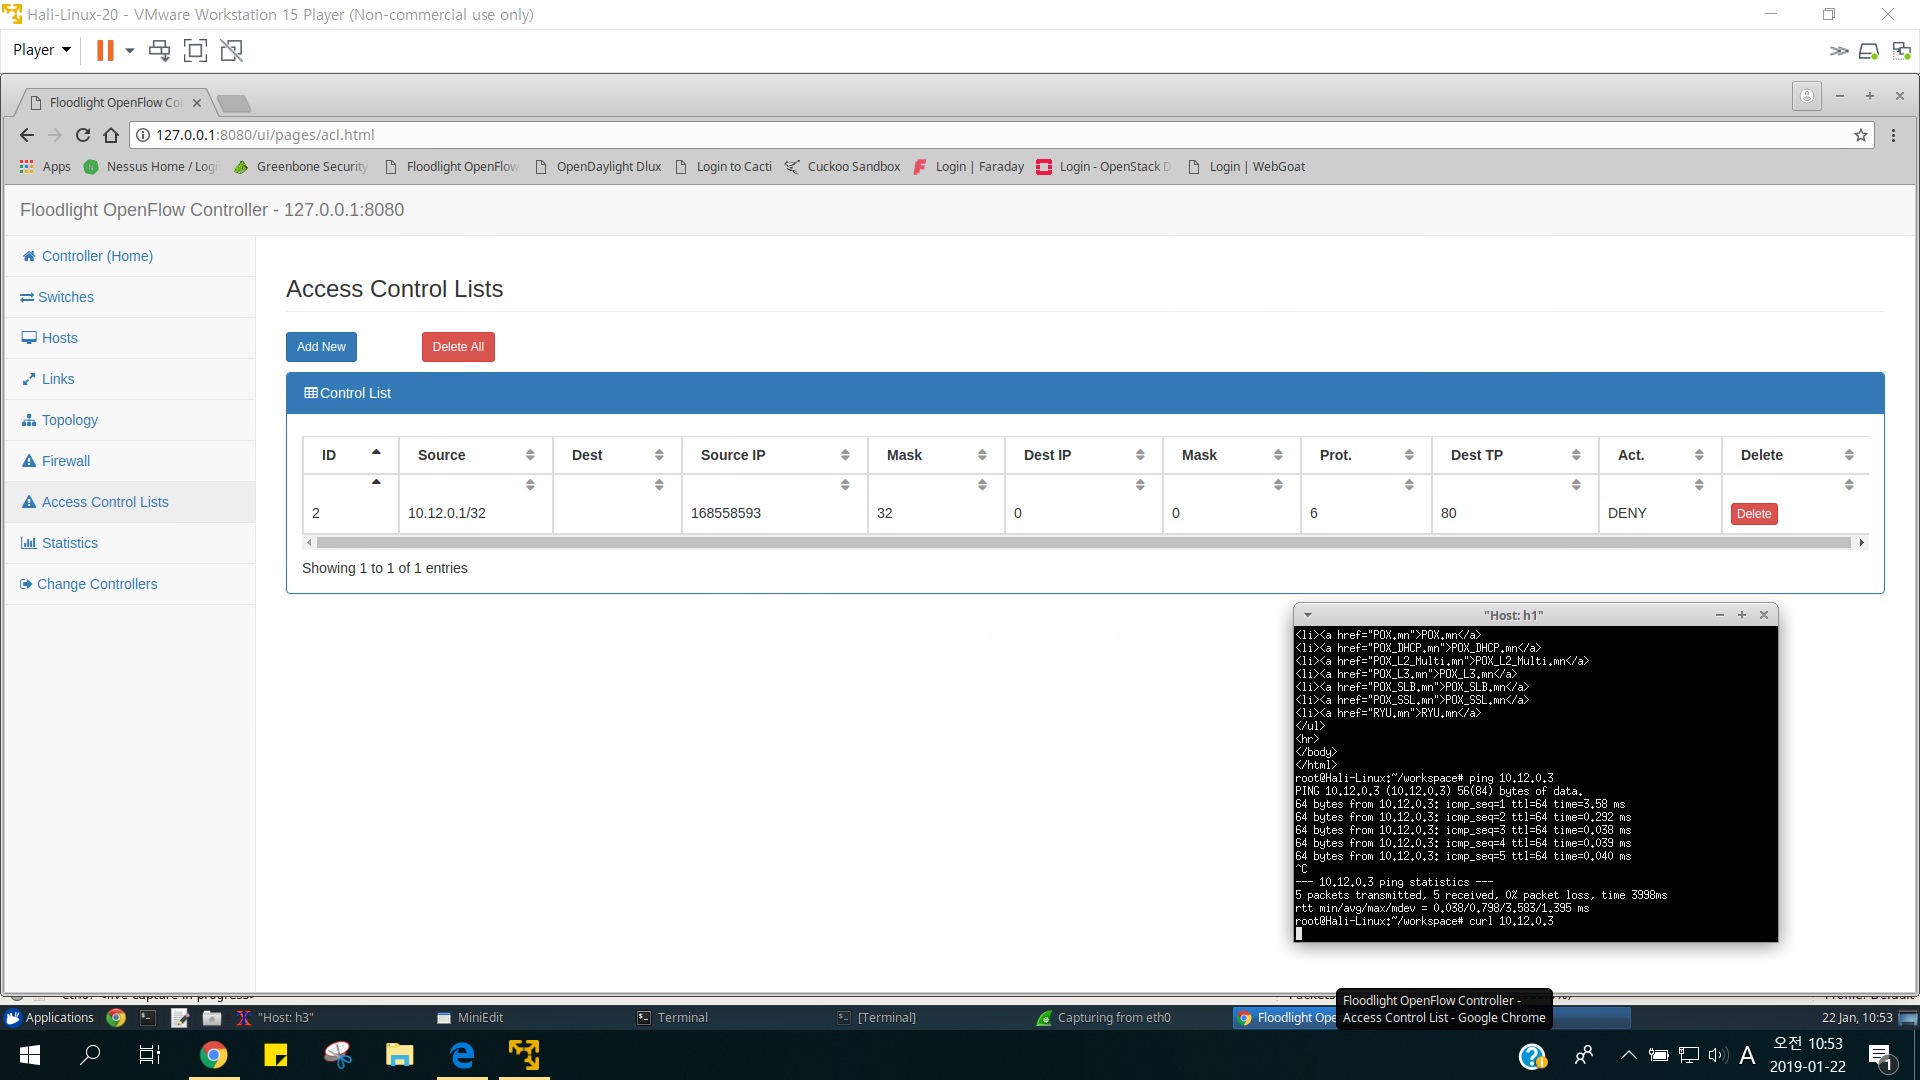 Hali-Linux-20 - VMware Workstation 15 Player (Non-commercial use only)
Player
Floodlight OpenFlow Co
127.0.0.1:8080/ui/pages/acl.html
Apps Nessus Home / Logi Greenbone Security Floodlight OpenFlow OpenDaylight Dlux Login to Cacti Cuckoo Sandbox Login | Faraday Login - OpenStack D Login | WebGoat
Floodlight OpenFlow Controller - 127.0.0.1:8080
Controller (Home)
Switches
Hosts
Links
Topology
Firewall
Access Control Lists
Statistics
Change Controllers
Access Control Lists
Add New Delete All
Control List
ID Source Dest Source IP Mask Dest IP Mask Prot. Dest TP Act. Delete
2 10.12.0.1/32 168558593 32 0 0 6 80 DENY Delete
Showing 1 to 1 of 1 entries
"Host: h1"
<li><a href="POX.mn">POX.mn</a>
<li><a href="POX_DHCP.mn">POX_DHCP.mn</a>
<li><a href="POX_L2_Multi.mn">POX_L2_Multi.mn</a>
<li><a href="POX_L3.mn">POX_L3.mn</a>
<li><a href="POX_SLB.mn">POX_SLB.mn</a>
<li><a href="POX_SSL.mn">POX_SSL.mn</a>
<li><a href="RYU.mn">RYU.mn</a>
</ul>
<hr>
</body>
</html>
root@Hali-Linux:~/workspace# ping 10.12.0.3
PING 10.12.0.3 (10.12.0.3) 56(84) bytes of data.
64 bytes from 10.12.0.3: icmp_seq=1 ttl=64 time=3.58 ms
64 bytes from 10.12.0.3: icmp_seq=2 ttl=64 time=0.292 ms
64 bytes from 10.12.0.3: icmp_seq=3 ttl=64 time=0.038 ms
64 bytes from 10.12.0.3: icmp_seq=4 ttl=64 time=0.039 ms
64 bytes from 10.12.0.3: icmp_seq=5 ttl=64 time=0.040 ms
^C
--- 10.12.0.3 ping statistics ---
5 packets transmitted, 5 received, 0% packet loss, time 3998ms
rtt min/avg/max/mdev = 0.038/0.798/3.583/1.395 ms
root@Hali-Linux:~/workspace# curl 10.12.0.3
Floodlight OpenFlow Controller -
Access Control List - Google Chrome
Applications "Host: h3" MiniEdit Terminal [Terminal] Capturing from eth0 Floodlight Ope 22 Jan, 10:53
A
오전 10:53
2019-01-22
1